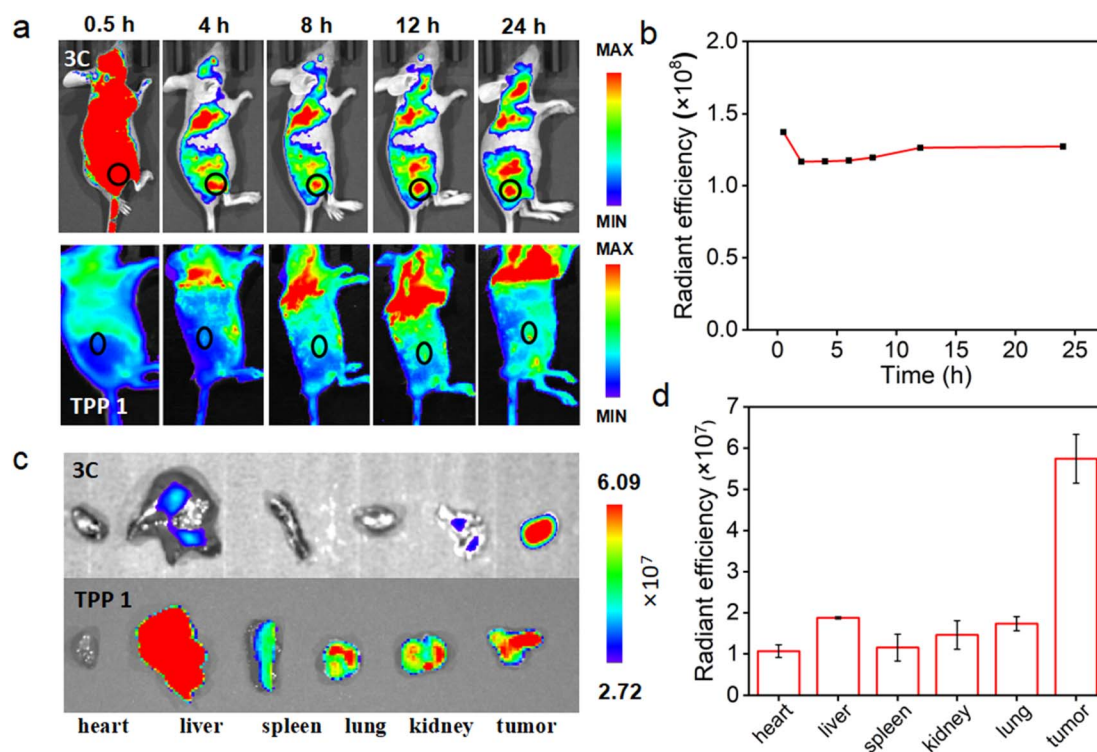 a
0.5 h 4 h 8 h 12 h 24 h
3C
MAX
MIN
TPP 1
MAX
MIN
b
Radiant efficiency (×10⁸)
2.0
1.5
1.0
0.5
0.0
0 5 10 15 20 25
Time (h)
c
3C
TPP 1
heart liver spleen lung kidney tumor
6.09
×10⁷
2.72
d
Radiant efficiency (×10⁷)
7
6
5
4
3
2
1
0
heart liver spleen kidney lung tumor